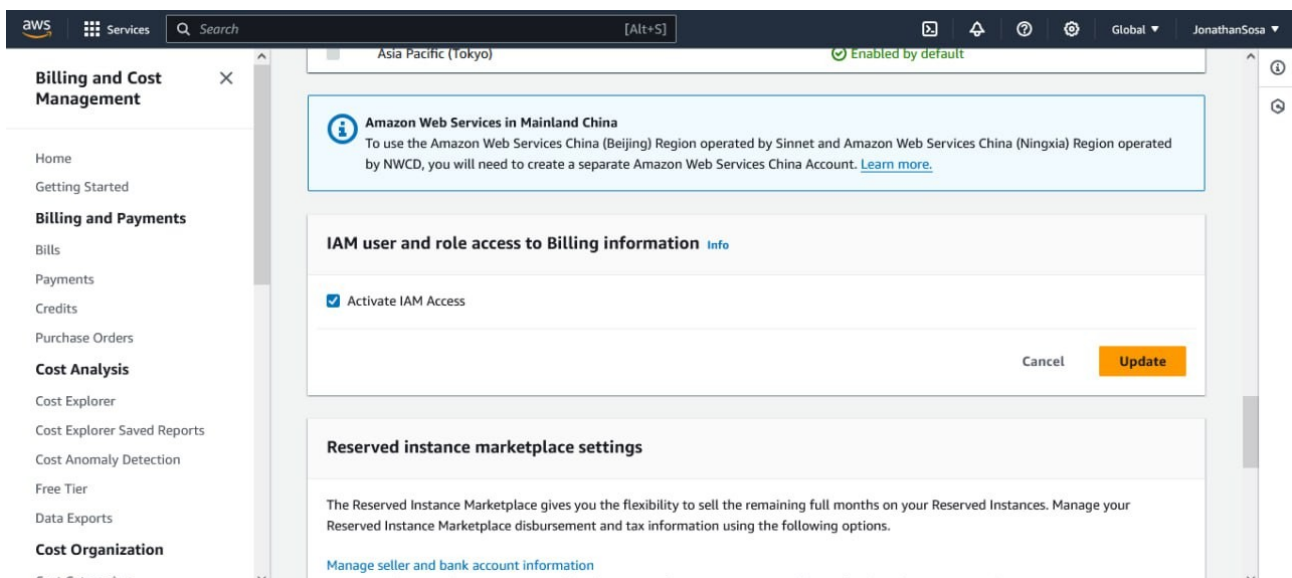 aws Services Search [Alt+S] Global JonathanSosa
Billing and Cost Management
Home
Getting Started
Billing and Payments
Bills
Payments
Credits
Purchase Orders
Cost Analysis
Cost Explorer
Cost Explorer Saved Reports
Cost Anomaly Detection
Free Tier
Data Exports
Cost Organization
Asia Pacific (Tokyo) Enabled by default
Amazon Web Services in Mainland China
To use the Amazon Web Services China (Beijing) Region operated by Sinnet and Amazon Web Services China (Ningxia) Region operated
by NWCD, you will need to create a separate Amazon Web Services China Account. Learn more.
IAM user and role access to Billing information Info
Activate IAM Access
Cancel Update
Reserved instance marketplace settings
The Reserved Instance Marketplace gives you the flexibility to sell the remaining full months on your Reserved Instances. Manage your
Reserved Instance Marketplace disbursement and tax information using the following options.
Manage seller and bank account information